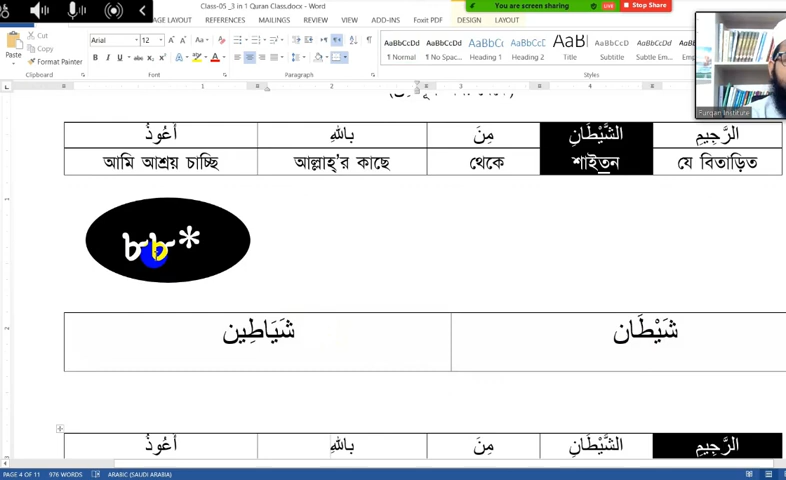 Class-05 _3 in 1 Quran Class.docx - Word
You are screen sharing
LIVE
Stop Share
PAGE LAYOUT REFERENCES MAILINGS REVIEW VIEW ADD-INS Foxit PDF DESIGN LAYOUT
Cut
Copy
Format Painter
Paste
Arial 12
AaBbCcDd AaBbCcDd AaBbCc AaBbCcD AaBl AaBbCcD AaBbCcDd
¶ Normal ¶ No Spac... Heading 1 Heading 2 Title Subtitle Subtle Em...
Clipboard Font Paragraph Styles
Furqan Institute
أَعُوذُ بِاللهِ مِنَ الشَّيْطَانِ الرَّجِيمِ
আমি আশ্রয় চাচ্ছি আল্লাহ্'র কাছে থেকে শাইতন যে বিতাড়িত
৮৮*
شَيْطَان شَيَاطِين
أَعُوذُ بِاللهِ مِنَ الشَّيْطَانِ الرَّجِيمِ
PAGE 4 OF 11 976 WORDS ARABIC (SAUDI ARABIA)